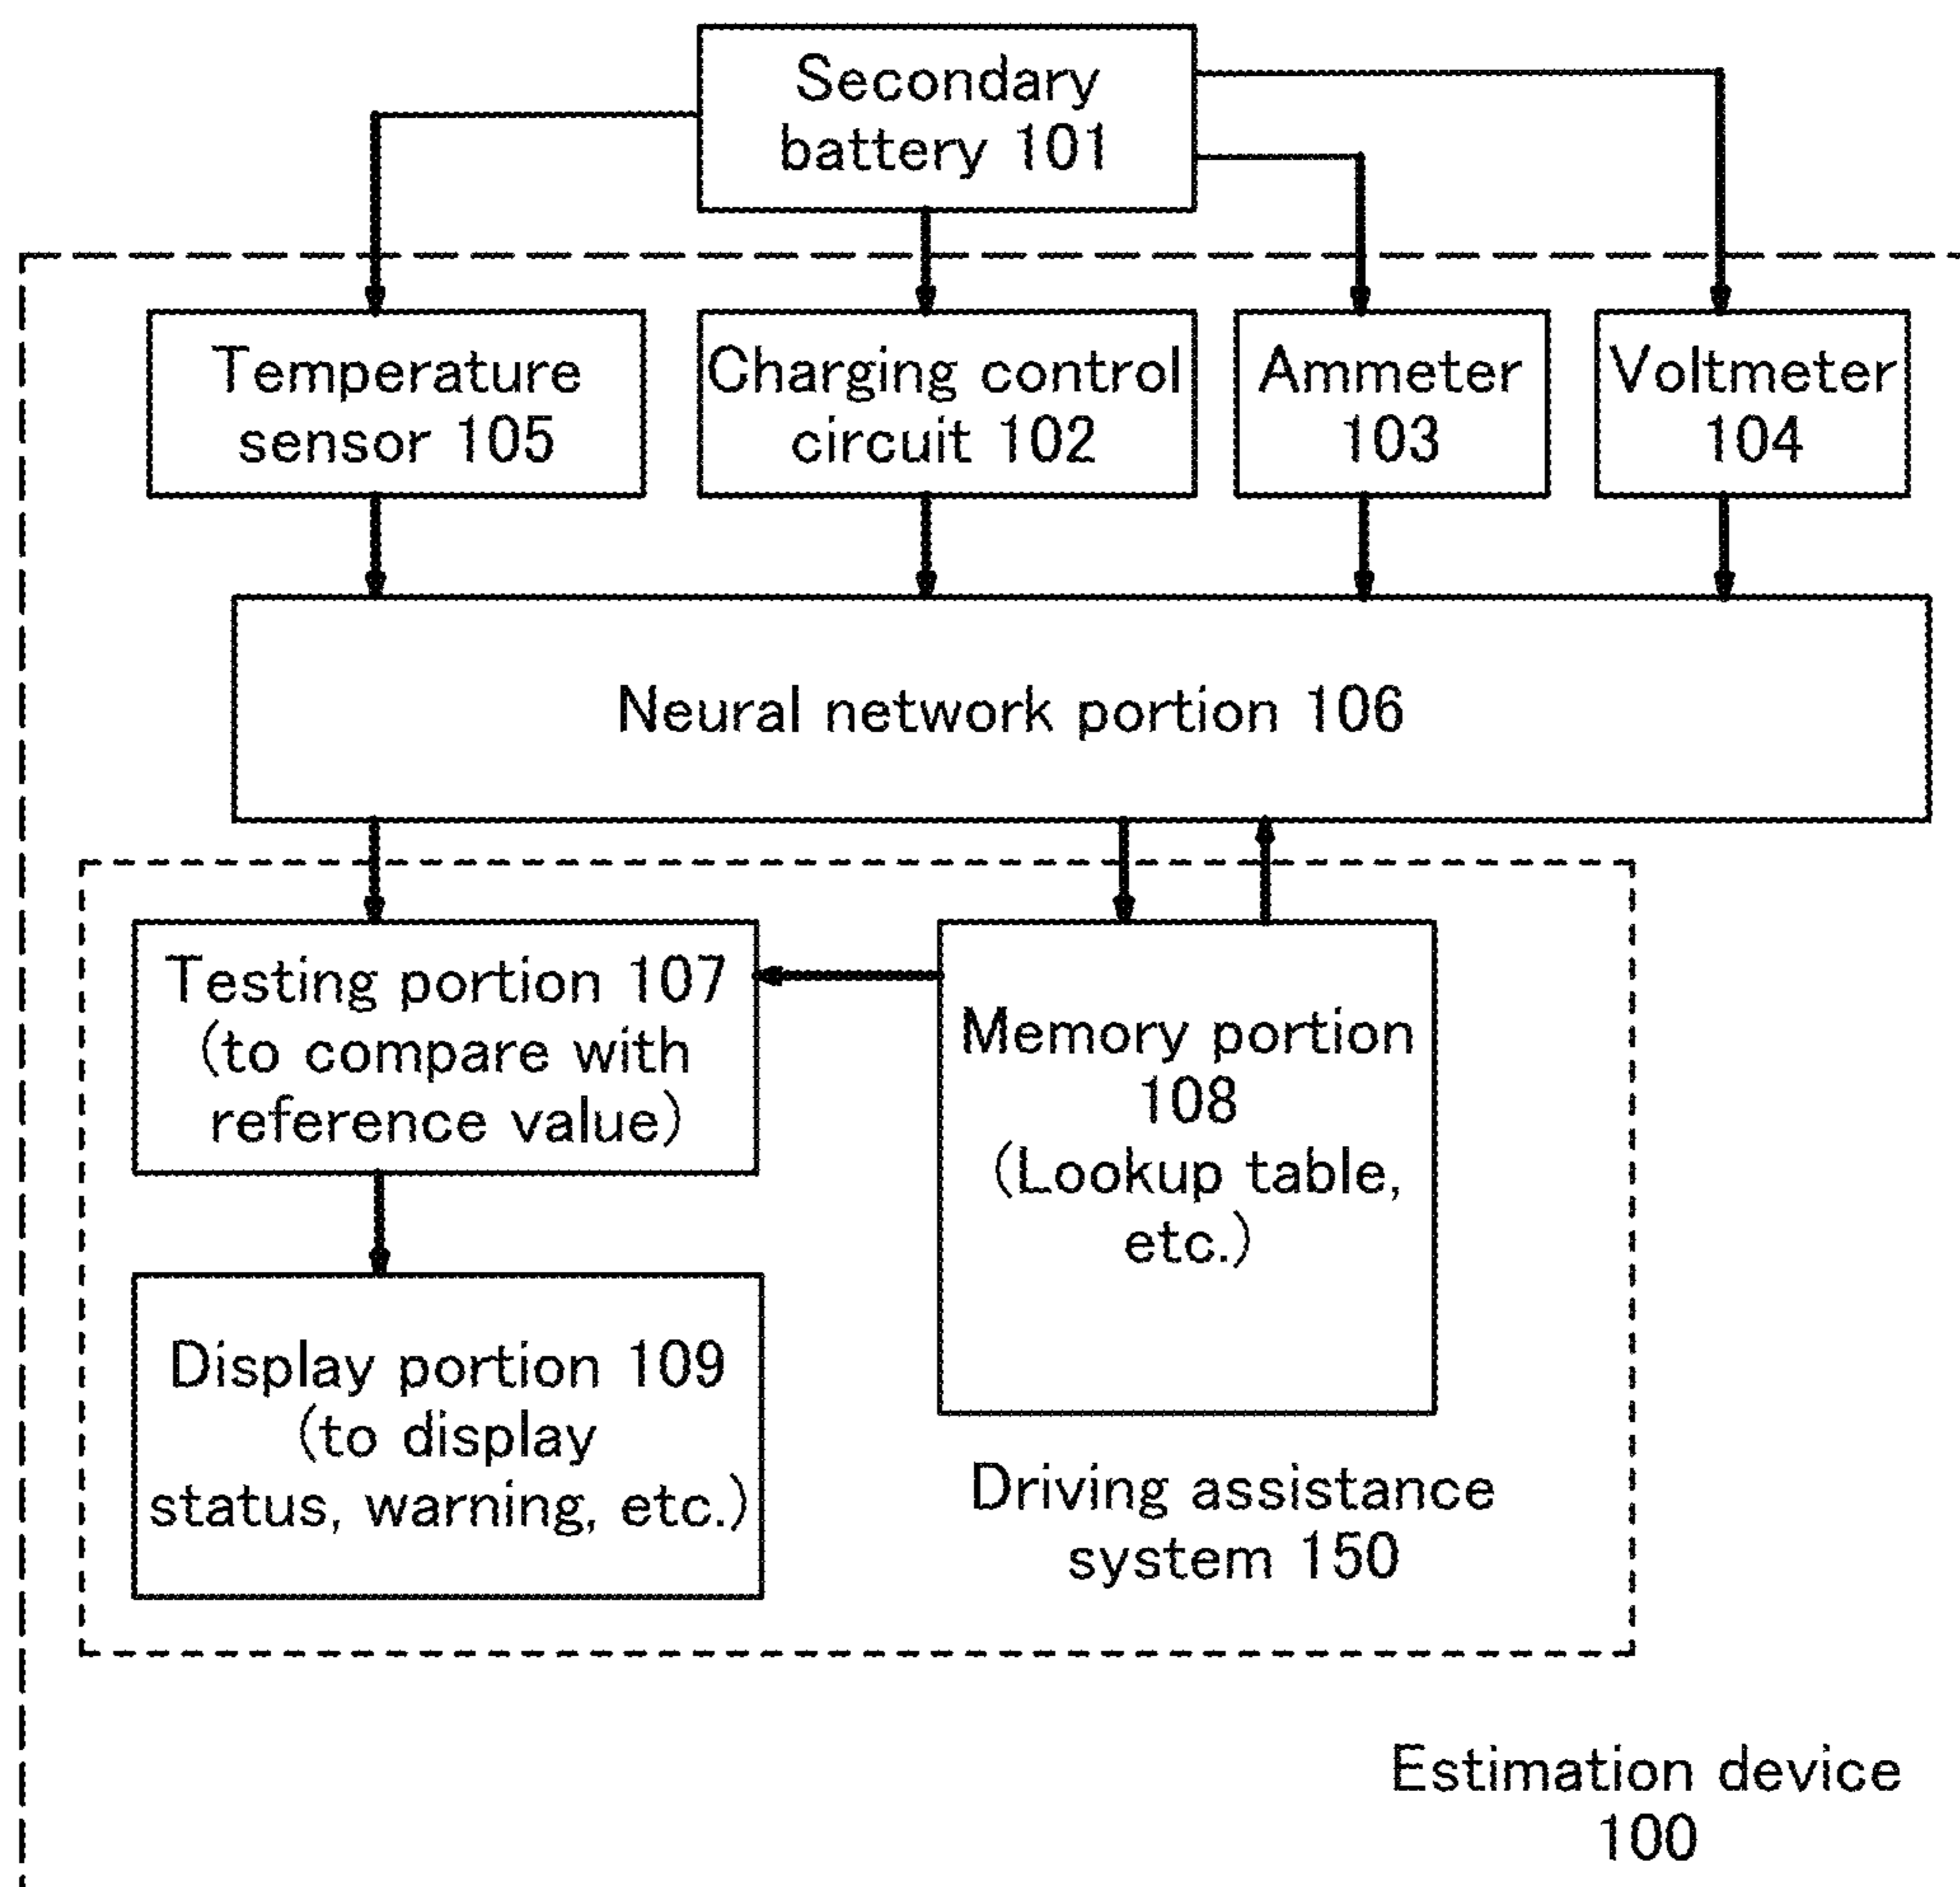 Secondary
battery 101
Temperature
sensor 105
Charging control
circuit 102
Ammeter
103
Voltmeter
104
Neural network portion 106
Testing portion 107
(to compare with
reference value)
Memory portion
108
(Lookup table,
etc.)
Display portion 109
(to display
status, warning, etc.)
Driving assistance
system 150
Estimation device
100